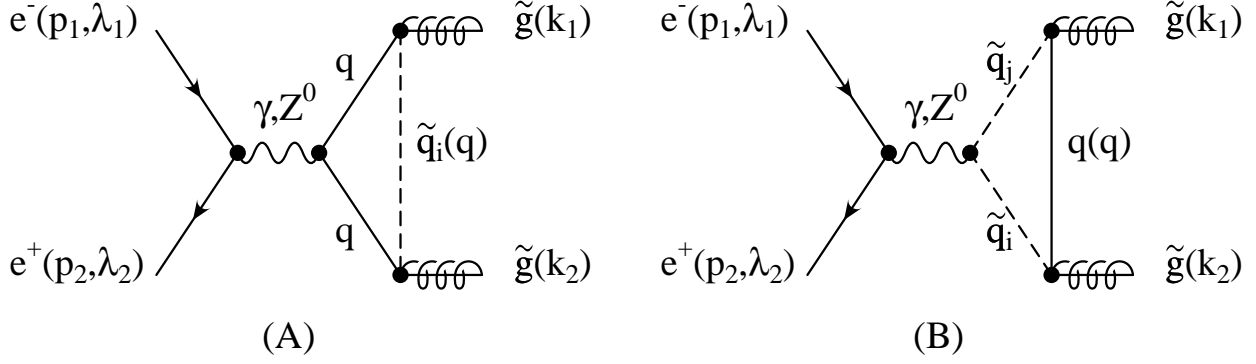 e⁻(p₁,λ₁)
q
γ,Z⁰
q̃ᵢ(q)
q
e⁺(p₂,λ₂)
g̃(k₁)
g̃(k₂)
(A)
e⁻(p₁,λ₁)
q̃ⱼ
γ,Z⁰
q(q)
q̃ᵢ
e⁺(p₂,λ₂)
g̃(k₁)
g̃(k₂)
(B)